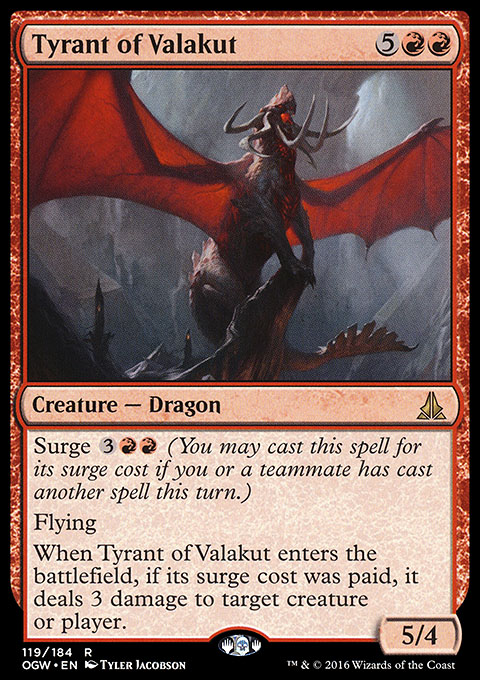 Tyrant of Valakut 5
Creature — Dragon
Surge 3 (You may cast this spell for
its surge cost if you or a teammate has cast
another spell this turn.)
Flying
When Tyrant of Valakut enters the
battlefield, if its surge cost was paid, it
deals 3 damage to target creature
or player.
5/4
119/184 R
OGW • EN Tyler Jacobson ™ & © 2016 Wizards of the Coast